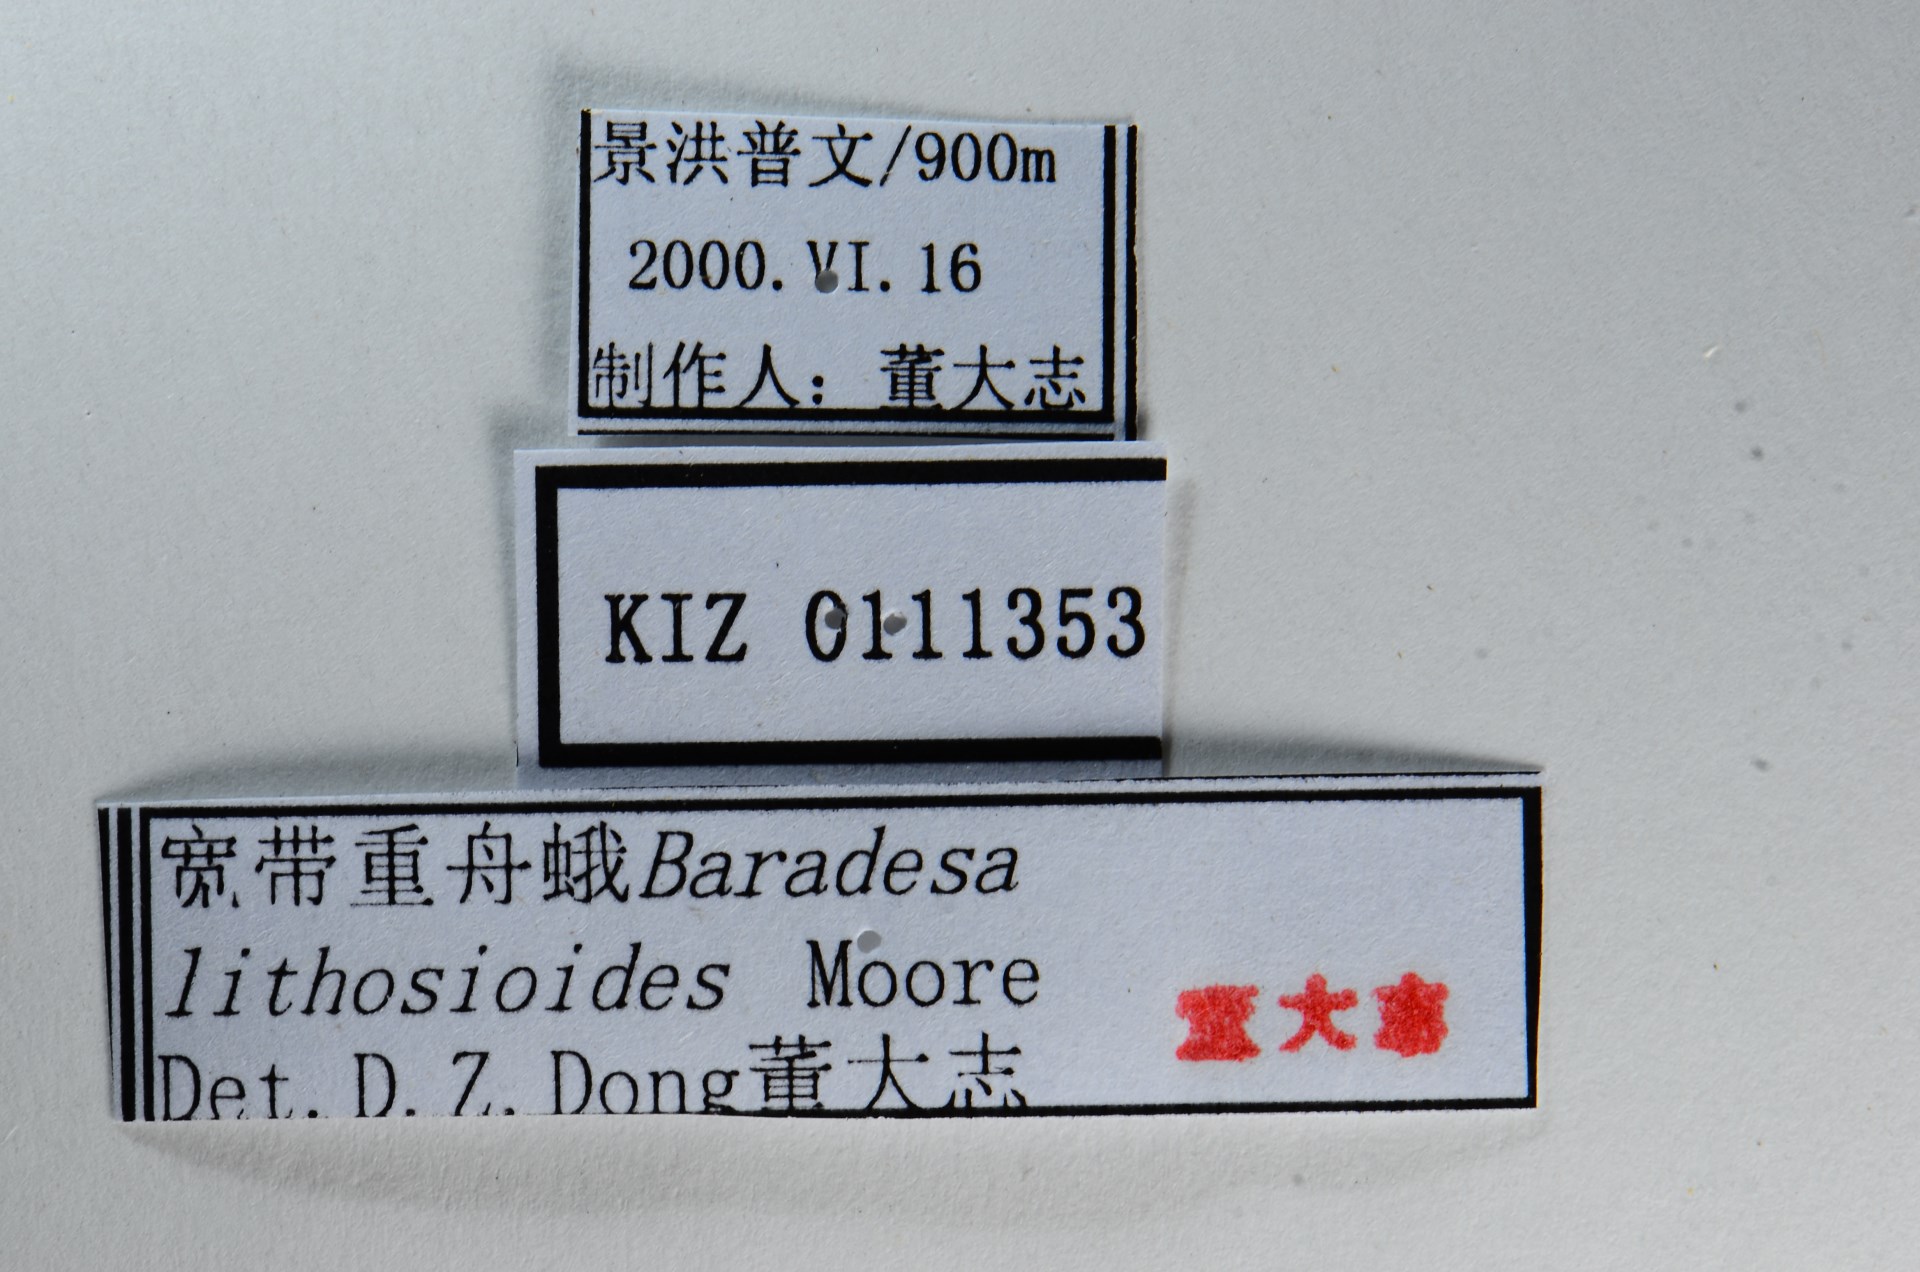 景洪普文/900m
2000.VI.16
制作人：董大志
KIZ 0111353
宽带重舟蛾Baradesa
lithosioides Moore
董大志
Det.D.Z.Dong董大志